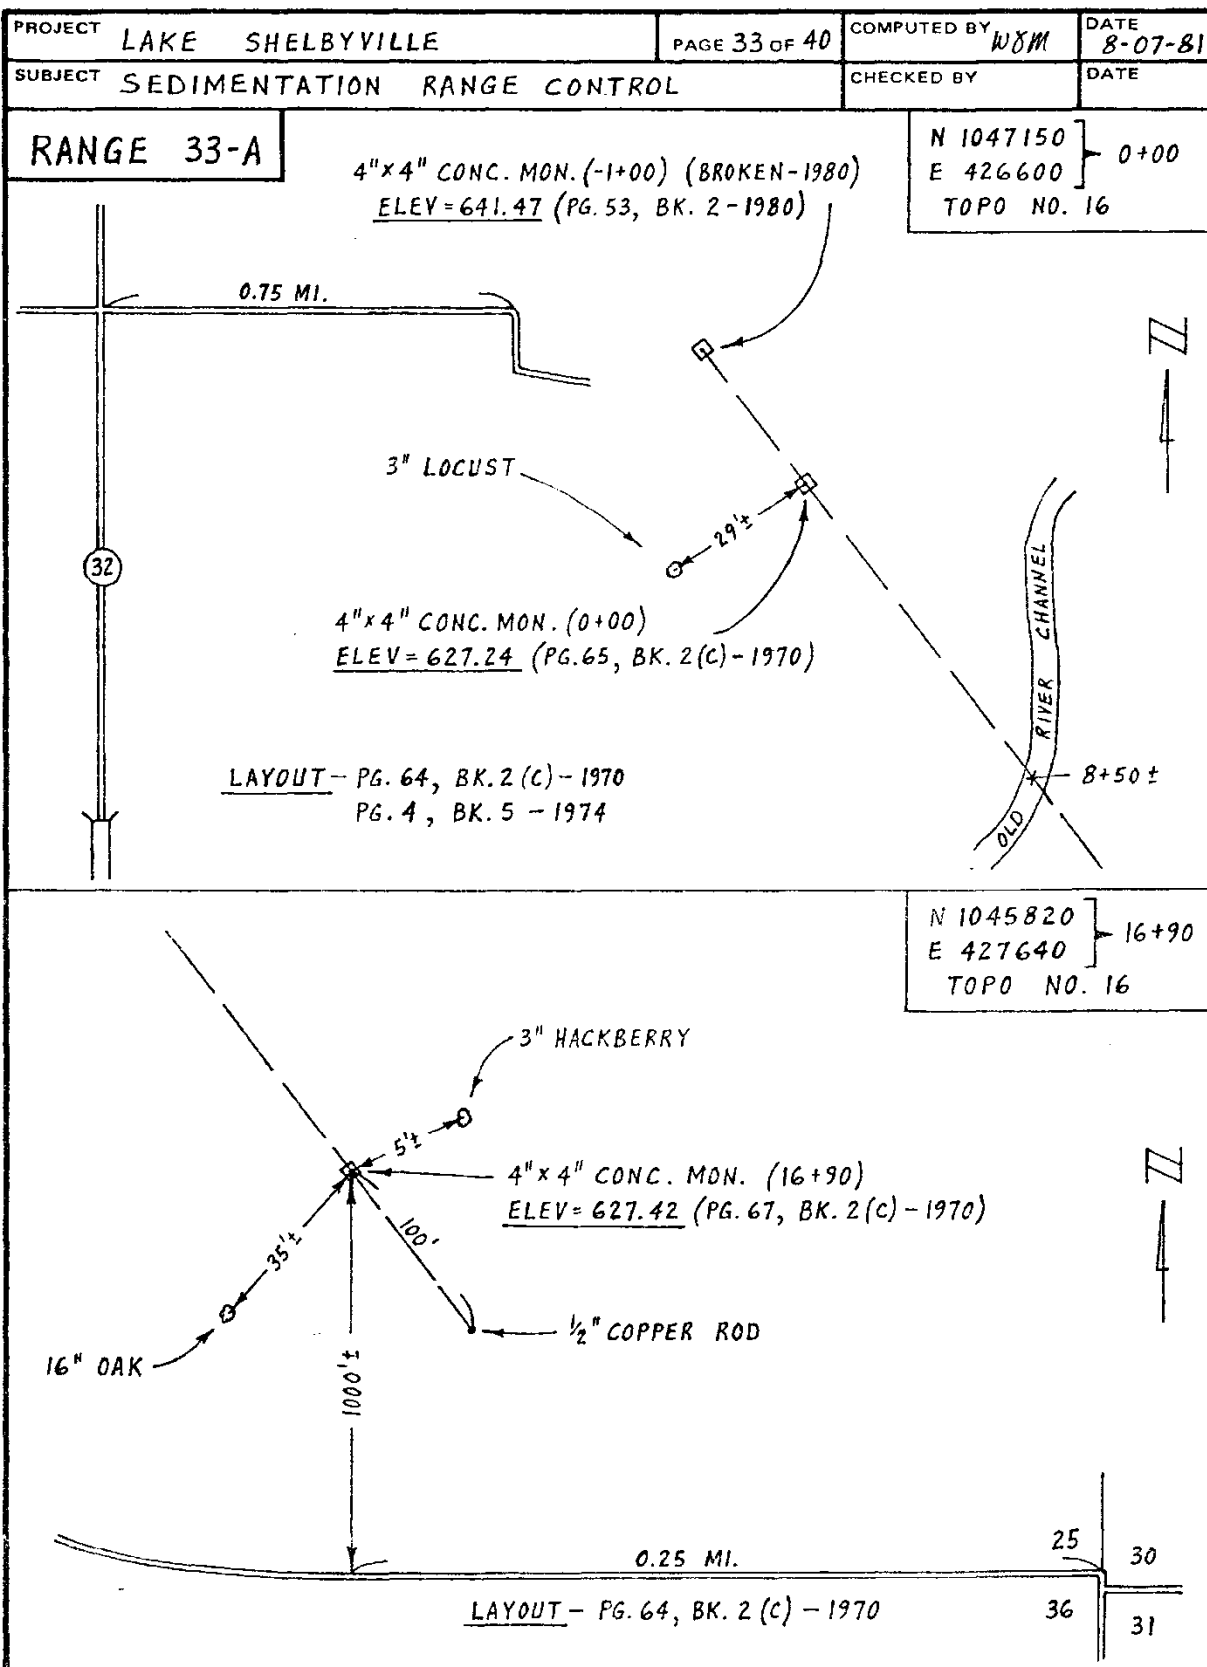 PROJECT LAKE SHELBYVILLE
PAGE 33 OF 40
COMPUTED BY
DATE 8-07-81
SUBJECT SEDIMENTATION RANGE CONTROL
CHECKED BY
DATE
RANGE 33-A
N 1047150
E 426600
0+00
TOPO NO. 16
4"x4" CONC. MON. (-1+00) (BROKEN-1980)
ELEV=641.47 (PG. 53, BK. 2-1980)
0.75 MI.
N
3" LOCUST
29'±
32
4"x4" CONC. MON. (0+00)
ELEV=627.24 (PG.65, BK. 2(C)-1970)
OLD RIVER CHANNEL
8+50 ±
LAYOUT - PG. 64, BK. 2(C) - 1970
PG. 4, BK. 5 - 1974
N 1045820
E 427640
16+90
TOPO NO. 16
3" HACKBERRY
5'±
4"x4" CONC. MON. (16+90)
ELEV=627.42 (PG. 67, BK. 2(C)-1970)
N
100'
35'±
1/2" COPPER ROD
16" OAK
1000'±
0.25 MI.
25
30
36
31
LAYOUT - PG. 64, BK. 2(C) - 1970